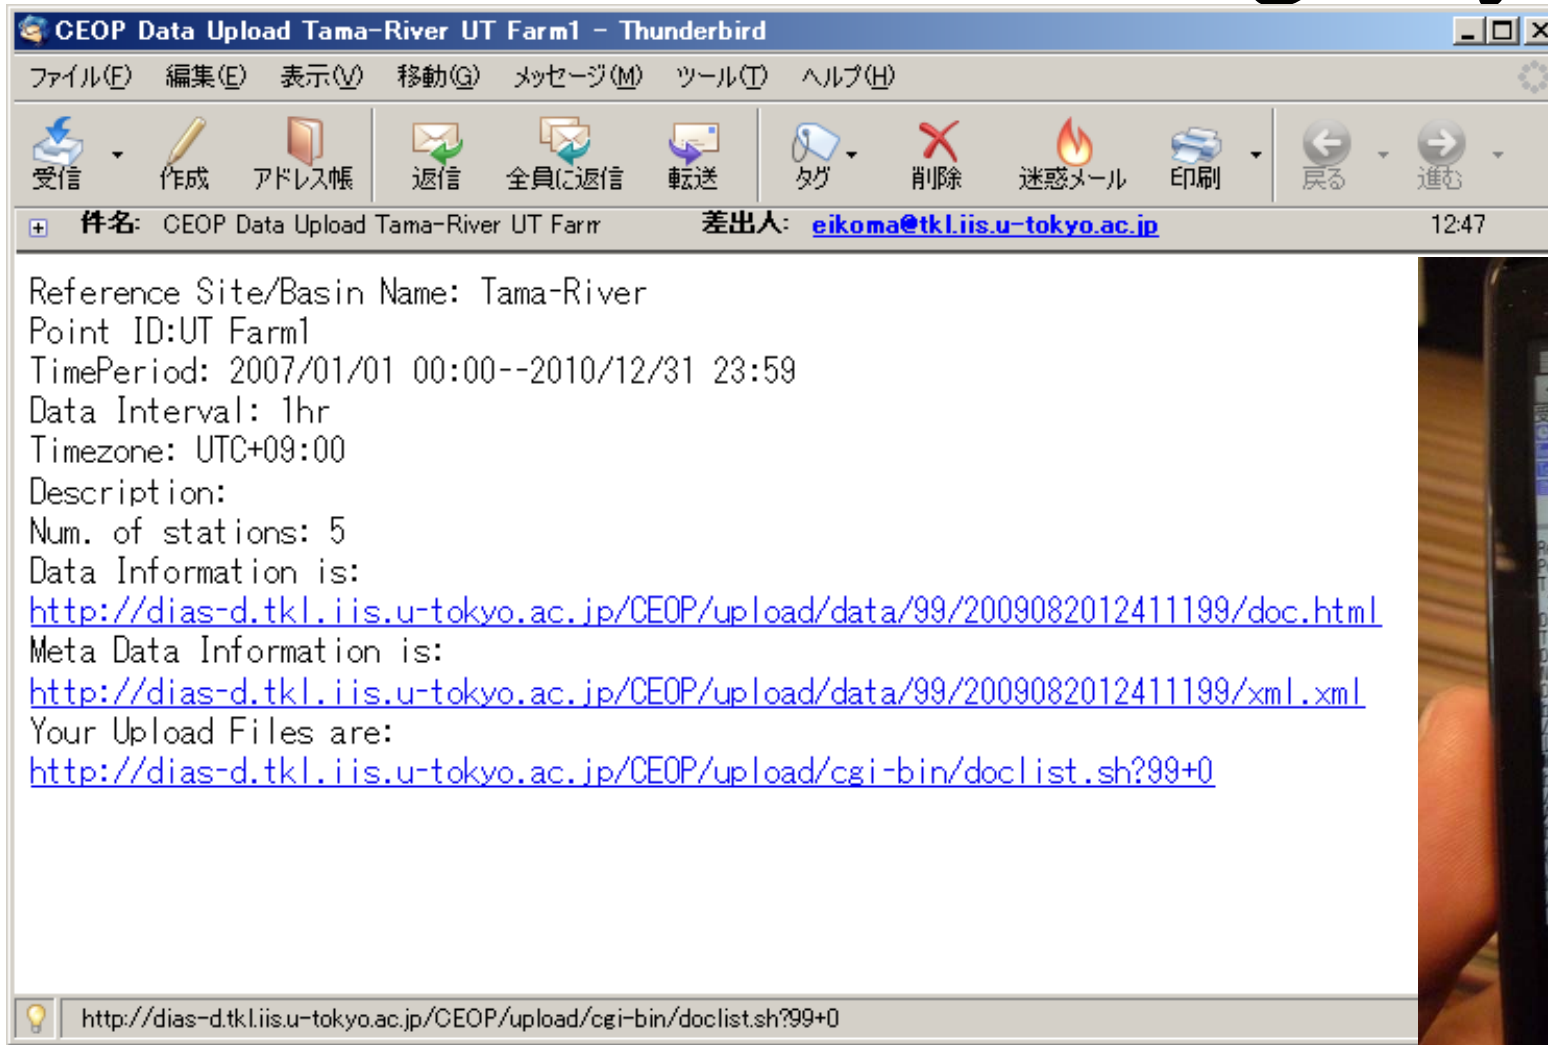 CEOP Data Upload Tama-River UT Farm1 - Thunderbird
ファイル(F) 編集(E) 表示(V) 移動(G) メッセージ(M) ツール(T) ヘルプ(H)
受信 作成 アドレス帳 返信 全員に返信 転送 タグ 削除 迷惑メール 印刷 戻る 進む
件名: CEOP Data Upload Tama-River UT Farm 差出人: eikoma@tkl.iis.u-tokyo.ac.jp 12:47
Reference Site/Basin Name: Tama-River
Point ID:UT Farm1
TimePeriod: 2007/01/01 00:00--2010/12/31 23:59
Data Interval: 1hr
Timezone: UTC+09:00
Description:
Num. of stations: 5
Data Information is:
http://dias-d.tkl.iis.u-tokyo.ac.jp/CEOP/upload/data/99/2009082012411199/doc.html
Meta Data Information is:
http://dias-d.tkl.iis.u-tokyo.ac.jp/CEOP/upload/data/99/2009082012411199/xml.xml
Your Upload Files are:
http://dias-d.tkl.iis.u-tokyo.ac.jp/CEOP/upload/cgi-bin/doclist.sh?99+0
http://dias-d.tkl.iis.u-tokyo.ac.jp/CEOP/upload/cgi-bin/doclist.sh?99+0